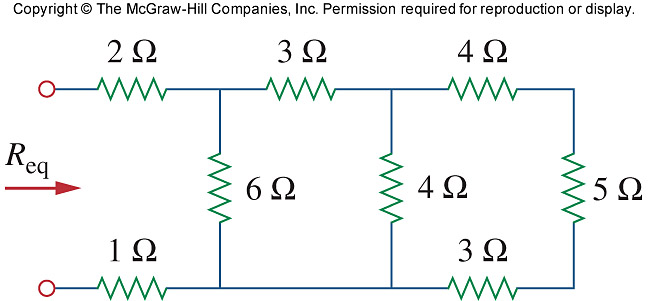 Copyright © The McGraw-Hill Companies, Inc. Permission required for reproduction or display.
2 Ω 3 Ω 4 Ω
Req
6 Ω 4 Ω 5 Ω
1 Ω 3 Ω